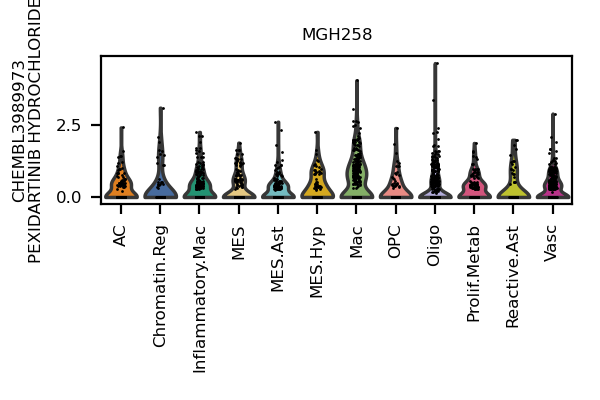 MGH258
CHEMBL3989973
PEXIDARTINIB HYDROCHLORIDE
2.5
0.0
AC
Chromatin.Reg
Inflammatory.Mac
MES
MES.Ast
MES.Hyp
Mac
OPC
Oligo
Prolif.Metab
Reactive.Ast
Vasc